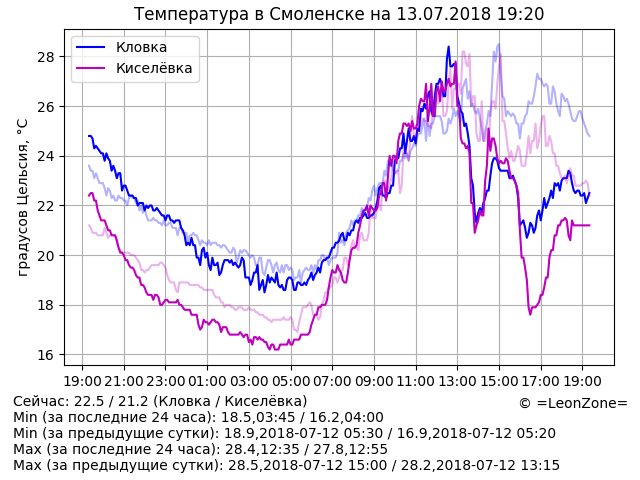 Температура в Смоленске на 13.07.2018 19:20
Кловка
Киселёвка
градусов Цельсия, °C
28
26
24
22
20
18
16
19:00 21:00 23:00 01:00 03:00 05:00 07:00 09:00 11:00 13:00 15:00 17:00 19:00
Сейчас: 22.5 / 21.2 (Кловка / Киселёвка)
© =LeonZone=
Min (за последние 24 часа): 18.5,03:45 / 16.2,04:00
Min (за предыдущие сутки): 18.9,2018-07-12 05:30 / 16.9,2018-07-12 05:20
Max (за последние 24 часа): 28.4,12:35 / 27.8,12:55
Max (за предыдущие сутки): 28.5,2018-07-12 15:00 / 28.2,2018-07-12 13:15